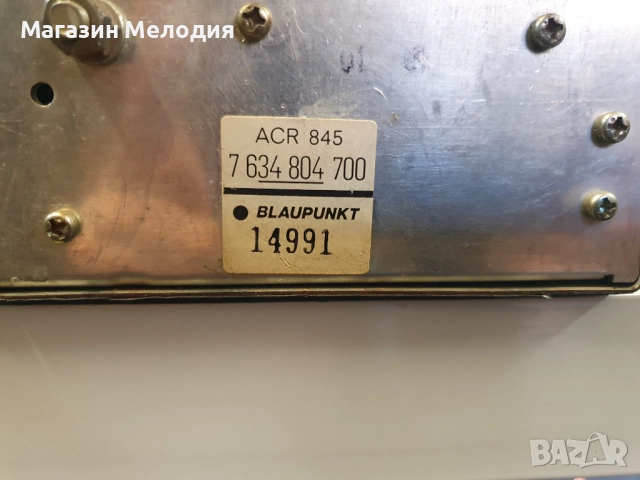 Магазин Мелодия
ACR 845
7 634 804 700
BLAUPUNKT
14991
BAZAR